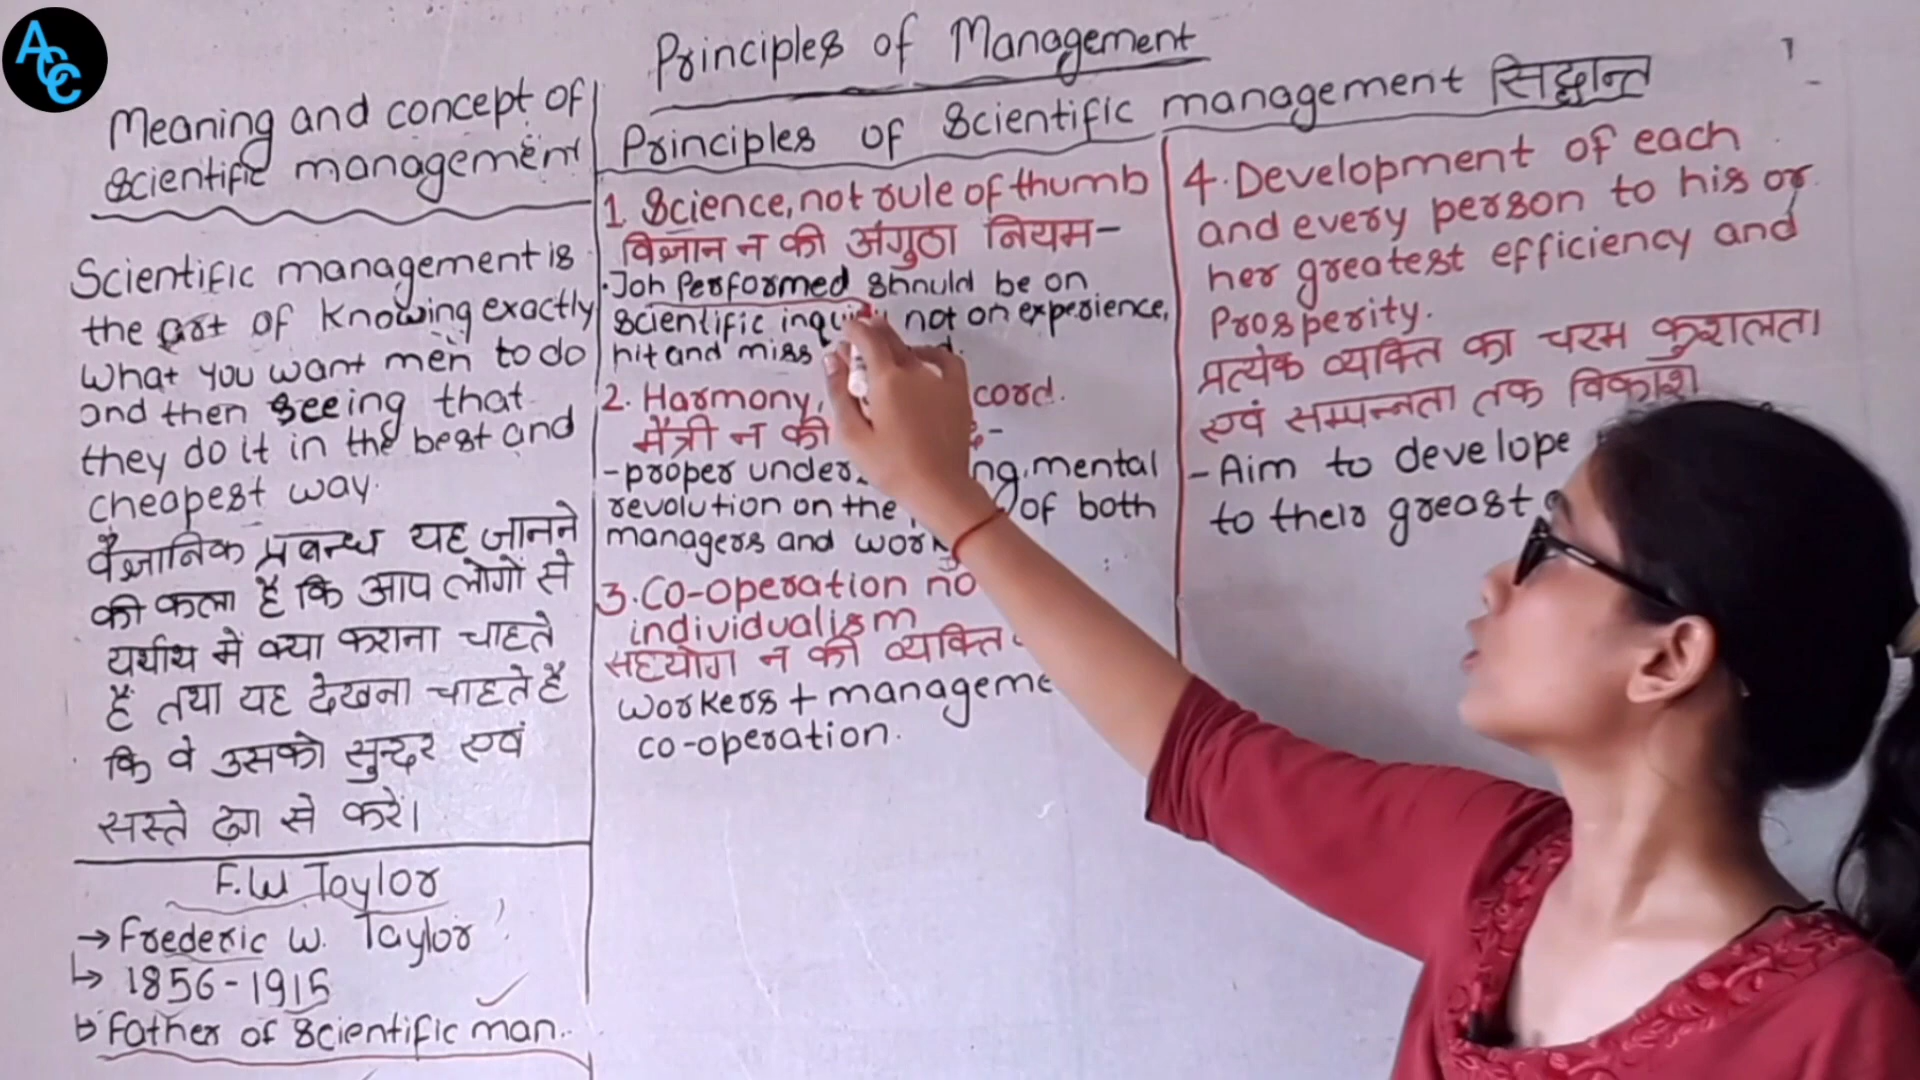 ACC
Principles of Management
Meaning and concept of
scientific management
Scientific management is
the art of knowing exactly
what you want men to do
and then seeing that
they do it in the best and
cheapest way.
वैज्ञानिक प्रबन्ध यह जानने
की कला है कि आप लोगों से
यर्थाथ मे क्या कराना चाहते
हैं तथा यह देखना चाहते है
कि वे उसको सुन्दर एवं
सस्ते ढंग से करें।
F.W Taylor
→ Frederic W. Taylor
↳ 1856-1915
↳ Father of Scientific man.
Principles of Scientific management सिद्धान्त
1 Science, not rule of thumb
विज्ञान न की अंगुठा नियम-
Job Performed should be on
scientific not on experience,
hit and miss
2. Harmony,
मैत्री न की
-proper mental
revolution on the of both
managers and
3. Co-operation
individualism
सहयोग न की
workers +
co-operation.
4. Development of each
and every person to his or
her greatest efficiency and
Prosperity.
प्रत्येक व्यक्ति का चरम कुशलता
एवं सम्पन्नता तक विकाश
-Aim to develope
to their greast